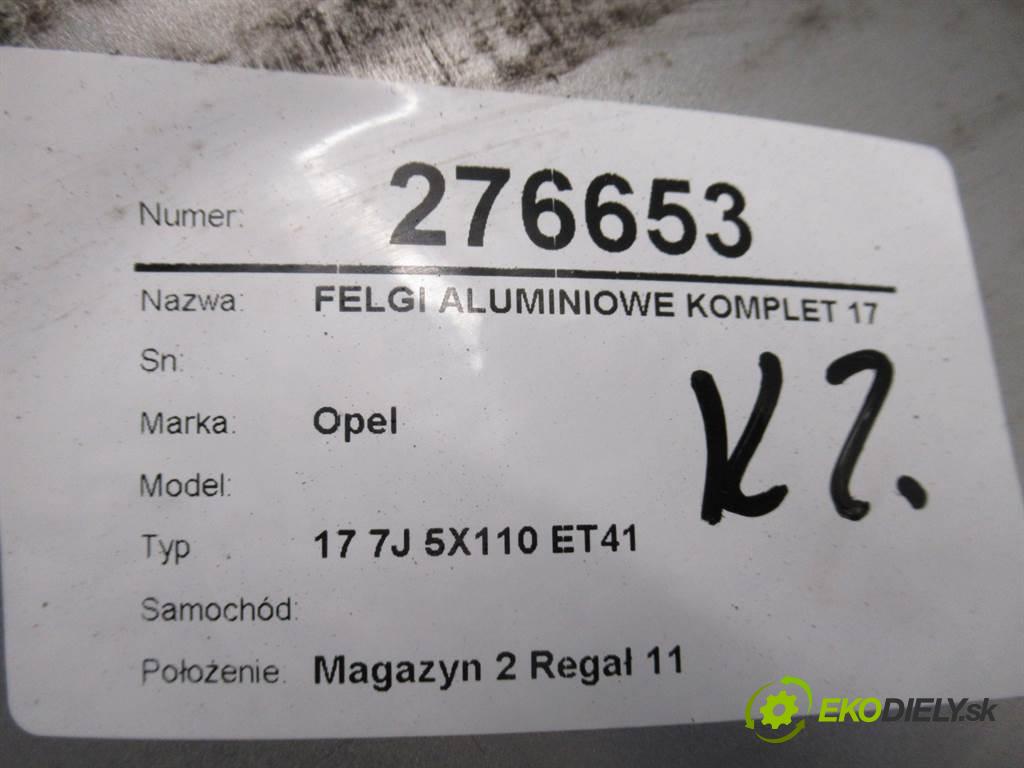 Numer: 276653
Nazwa: FELGI ALUMINIOWE KOMPLET 17
Sn:
Marka: Opel
Model:
Typ 17 7J 5X110 ET41
Samochód:
Położenie: Magazyn 2 Regał 11
K?.
EKODIELY.sk